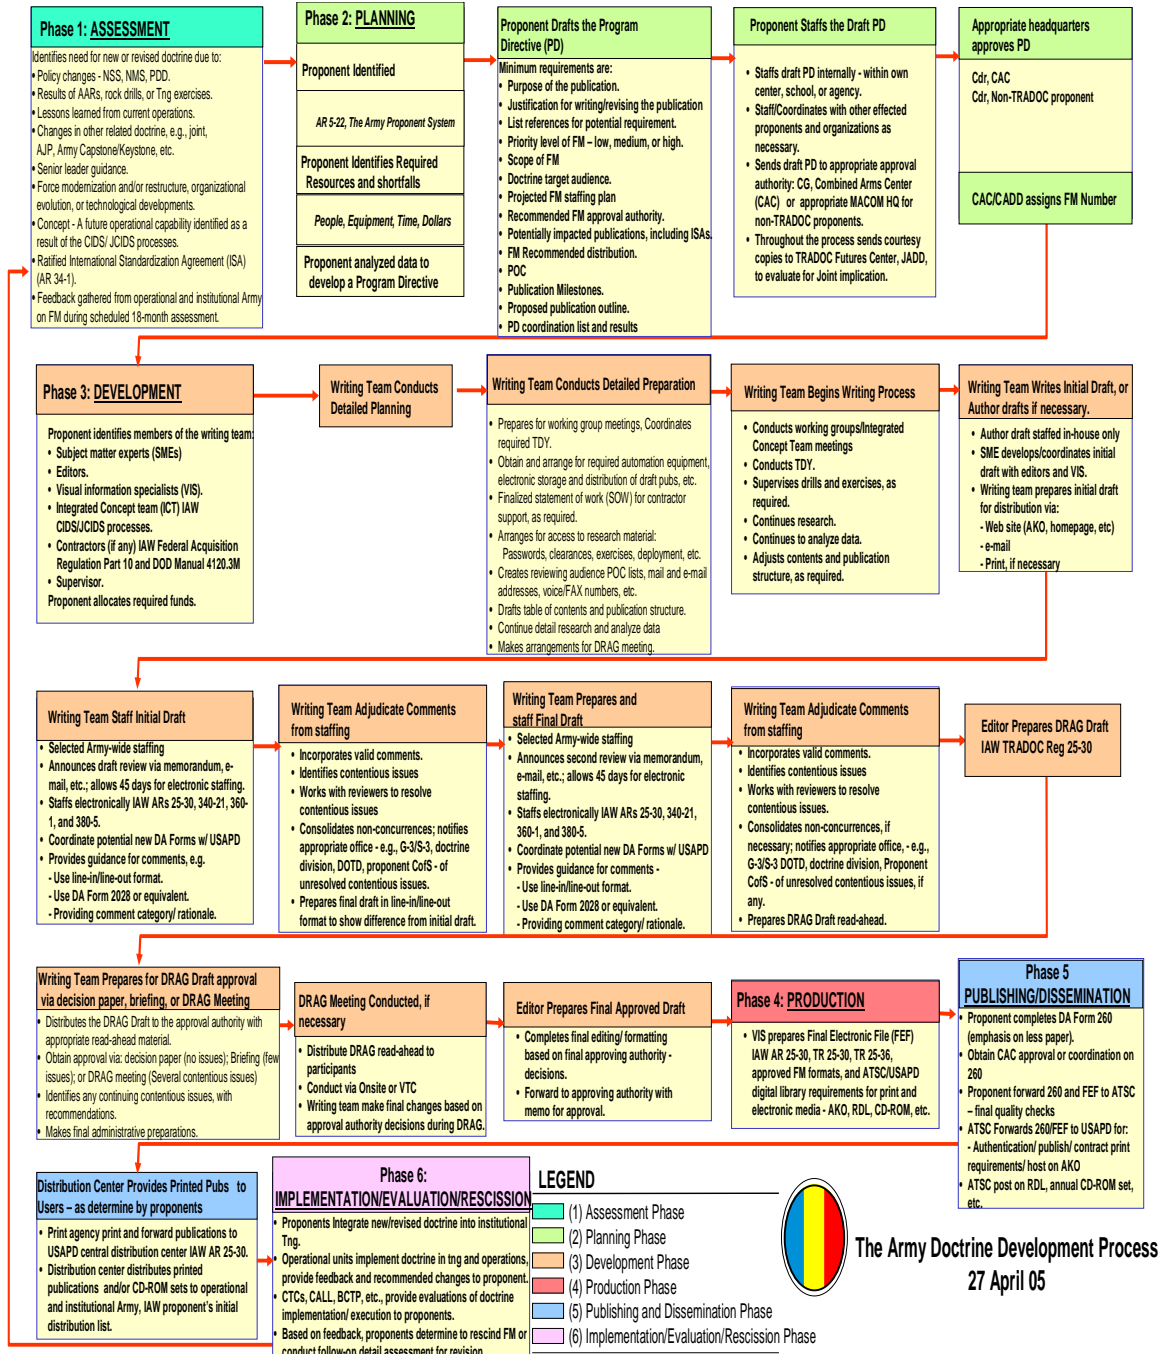 Phase 1: ASSESSMENT
Identifies need for new or revised doctrine due to:
• Policy changes - NSS, NMS, PDD.
• Results of AARs, rock drills, or Tng exercises.
• Lessons learned from current operations.
• Changes in other related doctrine, e.g., joint,
AJP, Army Capstone/Keystone, etc.
• Senior leader guidance.
• Force modernization and/or restructure, organizational
evolution, or technological developments.
• Concept - A future operational capability identified as a
result of the CIDS/ JCIDS processes.
• Ratified International Standardization Agreement (ISA)
(AR 34-1).
• Feedback gathered from operational and institutional Army
on FM during scheduled 18-month assessment.
Phase 2: PLANNING
Proponent Identified
AR 5-22, The Army Proponent System
Proponent Identifies Required
Resources and shortfalls
People, Equipment, Time, Dollars
Proponent analyzed data to
develop a Program Directive
Proponent Drafts the Program
Directive (PD)
Minimum requirements are:
• Purpose of the publication.
• Justification for writing/revising the publication
• List references for potential requirement.
• Priority level of FM – low, medium, or high.
• Scope of FM
• Doctrine target audience.
• Projected FM staffing plan
• Recommended FM approval authority.
• Potentially impacted publications, including ISAs.
• FM Recommended distribution.
• POC
• Publication Milestones.
• Proposed publication outline.
• PD coordination list and results
Proponent Staffs the Draft PD
• Staffs draft PD internally - within own
center, school, or agency.
• Staff/Coordinates with other effected
proponents and organizations as
necessary.
• Sends draft PD to appropriate approval
authority: CG, Combined Arms Center
(CAC) or appropriate MACOM HQ for
non-TRADOC proponents.
• Throughout the process sends courtesy
copies to TRADOC Futures Center, JADD,
to evaluate for Joint implication.
Appropriate headquarters
approves PD
Cdr, CAC
Cdr, Non-TRADOC proponent
CAC/CADD assigns FM Number
Phase 3: DEVELOPMENT
Proponent identifies members of the writing team:
• Subject matter experts (SMEs)
• Editors.
• Visual information specialists (VIS).
• Integrated Concept team (ICT) IAW
CIDS/JCIDS processes.
• Contractors (if any) IAW Federal Acquisition
Regulation Part 10 and DOD Manual 4120.3M
• Supervisor.
Proponent allocates required funds.
Writing Team Conducts
Detailed Planning
Writing Team Conducts Detailed Preparation
• Prepares for working group meetings, Coordinates
required TDY.
• Obtain and arrange for required automation equipment,
electronic storage and distribution of draft pubs, etc.
• Finalized statement of work (SOW) for contractor
support, as required.
• Arranges for access to research material:
Passwords, clearances, exercises, deployment, etc.
• Creates reviewing audience POC lists, mail and e-mail
addresses, voice/FAX numbers, etc.
• Drafts table of contents and publication structure.
• Continue detail research and analyze data
• Makes arrangements for DRAG meeting.
Writing Team Begins Writing Process
• Conducts working groups/Integrated
Concept Team meetings
• Conducts TDY.
• Supervises drills and exercises, as
required.
• Continues research.
• Continues to analyze data.
• Adjusts contents and publication
structure, as required.
Writing Team Writes Initial Draft, or
Author drafts if necessary.
• Author draft staffed in-house only
• SME develops/coordinates initial
draft with editors and VIS.
• Writing team prepares initial draft
for distribution via:
- Web site (AKO, homepage, etc)
- e-mail
- Print, if necessary
Writing Team Staff Initial Draft
• Selected Army-wide staffing
• Announces draft review via memorandum, e-
mail, etc.; allows 45 days for electronic staffing.
• Staffs electronically IAW ARs 25-30, 340-21, 360-
1, and 380-5.
• Coordinate potential new DA Forms w/ USAPD
• Provides guidance for comments, e.g.
- Use line-in/line-out format.
- Use DA Form 2028 or equivalent.
- Providing comment category/ rationale.
Writing Team Adjudicate Comments
from staffing
• Incorporates valid comments.
• Identifies contentious issues
• Works with reviewers to resolve
contentious issues
• Consolidates non-concurrences; notifies
appropriate office - e.g., G-3/S-3, doctrine
division, DOTD, proponent CofS - of
unresolved contentious issues.
• Prepares final draft in line-in/line-out
format to show difference from initial draft.
Writing Team Prepares and
staff Final Draft
• Selected Army-wide staffing
• Announces second review via memorandum,
e-mail, etc.; allows 45 days for electronic
staffing.
• Staffs electronically IAW ARs 25-30, 340-21,
360-1, and 380-5.
• Coordinate potential new DA Forms w/ USAPD
• Provides guidance for comments -
- Use line-in/line-out format.
- Use DA Form 2028 or equivalent.
- Providing comment category/ rationale.
Writing Team Adjudicate Comments
from staffing
• Incorporates valid comments.
• Identifies contentious issues
• Works with reviewers to resolve
contentious issues.
• Consolidates non-concurrences, if
necessary; notifies appropriate office, - e.g.,
G-3/S-3 DOTD, doctrine division, Proponent
CofS - of unresolved contentious issues, if
any.
• Prepares DRAG Draft read-ahead.
Editor Prepares DRAG Draft
IAW TRADOC Reg 25-30
Writing Team Prepares for DRAG Draft approval
via decision paper, briefing, or DRAG Meeting
• Distributes the DRAG Draft to the approval authority with
appropriate read-ahead material.
• Obtain approval via: decision paper (no issues); Briefing (few
issues); or DRAG meeting (Several contentious issues)
• Identifies any continuing contentious issues, with
recommendations.
• Makes final administrative preparations.
DRAG Meeting Conducted, if
necessary
• Distribute DRAG read-ahead to
participants
• Conduct via Onsite or VTC
• Writing team make final changes based on
approval authority decisions during DRAG.
Editor Prepares Final Approved Draft
• Completes final editing/ formatting
based on final approving authority -
decisions.
• Forward to approving authority with
memo for approval.
Phase 4: PRODUCTION
• VIS prepares Final Electronic File (FEF)
IAW AR 25-30, TR 25-30, TR 25-36,
approved FM formats, and ATSC/USAPD
digital library requirements for print and
electronic media - AKO, RDL, CD-ROM, etc.
Phase 5
PUBLISHING/DISSEMINATION
• Proponent completes DA Form 260
(emphasis on less paper).
• Obtain CAC approval or coordination on
260
• Proponent forward 260 and FEF to ATSC
– final quality checks
• ATSC Forwards 260/FEF to USAPD for:
- Authentication/ publish/ contract print
requirements/ host on AKO
• ATSC post on RDL, annual CD-ROM set,
etc.
Distribution Center Provides Printed Pubs to
Users – as determine by proponents
• Print agency print and forward publications to
USAPD central distribution center IAW AR 25-30.
• Distribution center distributes printed
publications and/or CD-ROM sets to operational
and institutional Army, IAW proponent's initial
distribution list.
Phase 6:
IMPLEMENTATION/EVALUATION/RESCISSION
• Proponents Integrate new/revised doctrine into institutional
Tng.
• Operational units implement doctrine in tng and operations,
provide feedback and recommended changes to proponent.
• CTCs, CALL, BCTP, etc., provide evaluations of doctrine
implementation/ execution to proponents.
• Based on feedback, proponents determine to rescind FM or
conduct follow-on detail assessment for revision
LEGEND
(1) Assessment Phase
(2) Planning Phase
(3) Development Phase
(4) Production Phase
(5) Publishing and Dissemination Phase
(6) Implementation/Evaluation/Rescission Phase
The Army Doctrine Development Process
27 April 05